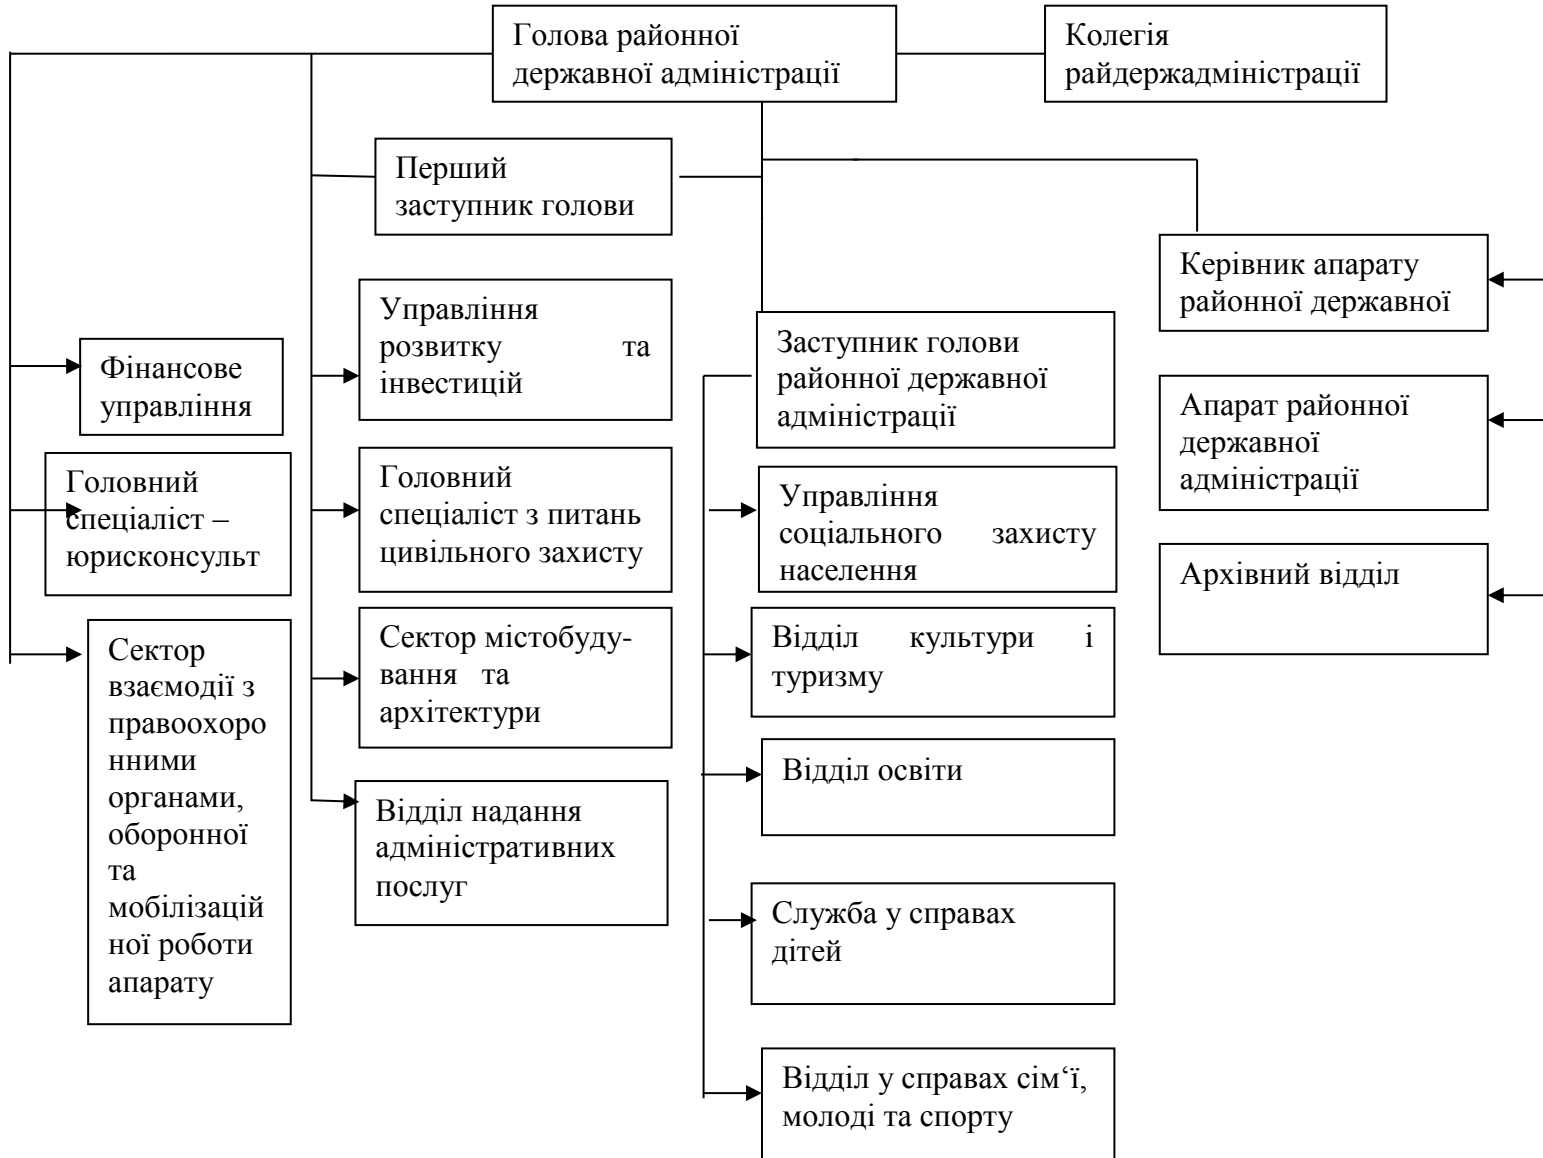 Голова районної
державної адміністрації
Колегія
райдержадміністрації
Перший
заступник голови
Керівник апарату
районної державної
Управління
розвитку та
інвестицій
Заступник голови
районної державної
адміністрації
Фінансове
управління
Апарат районної
державної
адміністрації
Головний
спеціаліст –
юрисконсульт
Головний
спеціаліст з питань
цивільного захисту
Управління
соціального захисту
населення
Архівний відділ
Сектор
взаємодії з
правоохоро
нними
органами,
оборонної
та
мобілізацій
ної роботи
апарату
Сектор містобуду-
вання та
архітектури
Відділ культури і
туризму
Відділ освіти
Відділ надання
адміністративних
послуг
Служба у справах
дітей
Відділ у справах сім‘ї,
молоді та спорту